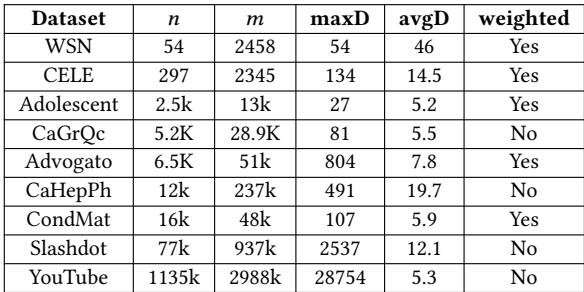 Dataset n m maxD avgD weighted
WSN 54 2458 54 46 Yes
CELE 297 2345 134 14.5 Yes
Adolescent 2.5k 13k 27 5.2 Yes
CaGrQc 5.2K 28.9K 81 5.5 No
Advogato 6.5K 51k 804 7.8 Yes
CaHepPh 12k 237k 491 19.7 No
CondMat 16k 48k 107 5.9 Yes
Slashdot 77k 937k 2537 12.1 No
YouTube 1135k 2988k 28754 5.3 No